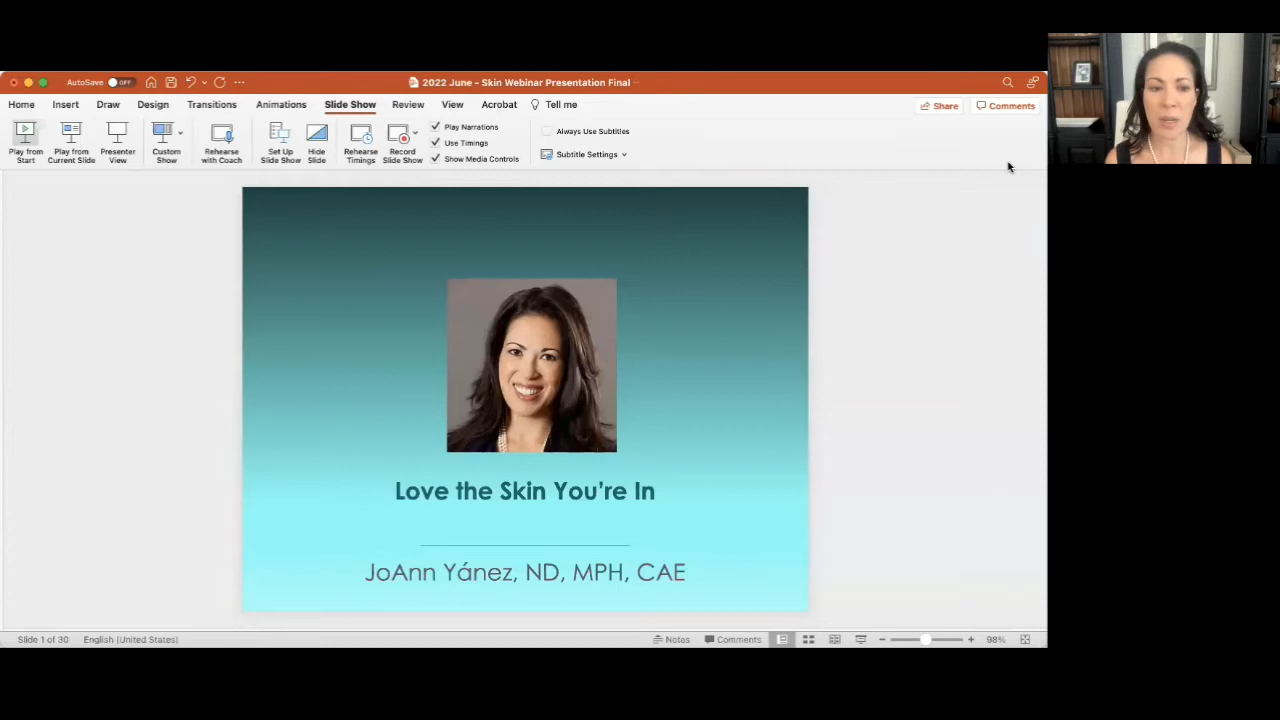 AutoSave OFF
2022 June – Skin Webinar Presentation Final
Home Insert Draw Design Transitions Animations Slide Show Review View Acrobat Tell me
Share Comments
Play from Start
Play from Current Slide
Presenter View
Custom Show
Rehearse with Coach
Set Up Slide Show
Hide Slide
Rehearse Timings
Record Slide Show
Play Narrations
Use Timings
Show Media Controls
Always Use Subtitles
Subtitle Settings
Love the Skin You're In
JoAnn Yánez, ND, MPH, CAE
Slide 1 of 30 English (United States) Notes Comments 98%